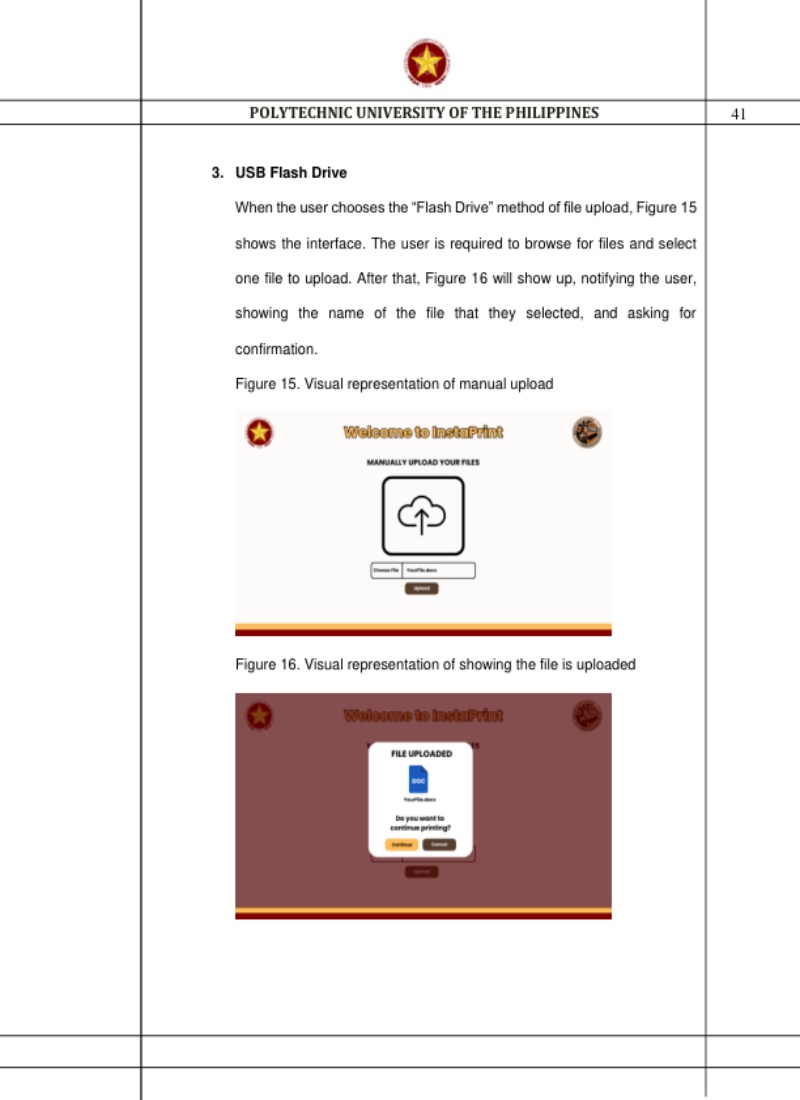 POLYTECHNIC UNIVERSITY OF THE PHILIPPINES
41
3. USB Flash Drive
When the user chooses the “Flash Drive” method of file upload, Figure 15
shows the interface. The user is required to browse for files and select
one file to upload. After that, Figure 16 will show up, notifying the user,
showing the name of the file that they selected, and asking for
confirmation.
Figure 15. Visual representation of manual upload
Welcome to InstaPrint
MANUALLY UPLOAD YOUR FILES
Choose File YourFile.docx
Upload
Figure 16. Visual representation of showing the file is uploaded
Welcome to InstaPrint
FILE UPLOADED
DOC
YourFile.docx
Do you want to
continue printing?
Continue Cancel
Upload